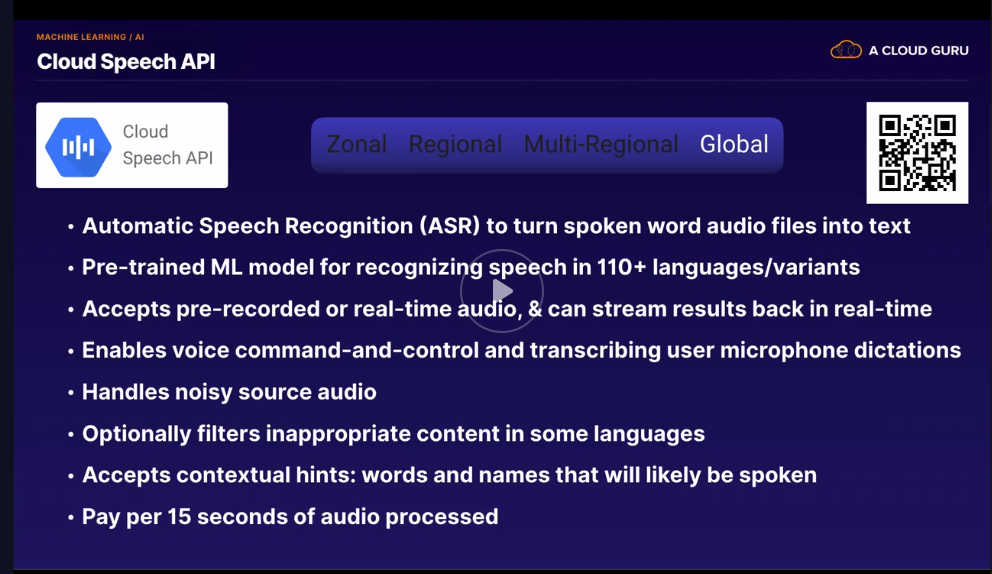 MACHINE LEARNING / AI
Cloud Speech API
A CLOUD GURU
Cloud
Speech API
Zonal Regional Multi-Regional Global
• Automatic Speech Recognition (ASR) to turn spoken word audio files into text
• Pre-trained ML model for recognizing speech in 110+ languages/variants
• Accepts pre-recorded or real-time audio, & can stream results back in real-time
• Enables voice command-and-control and transcribing user microphone dictations
• Handles noisy source audio
• Optionally filters inappropriate content in some languages
• Accepts contextual hints: words and names that will likely be spoken
• Pay per 15 seconds of audio processed